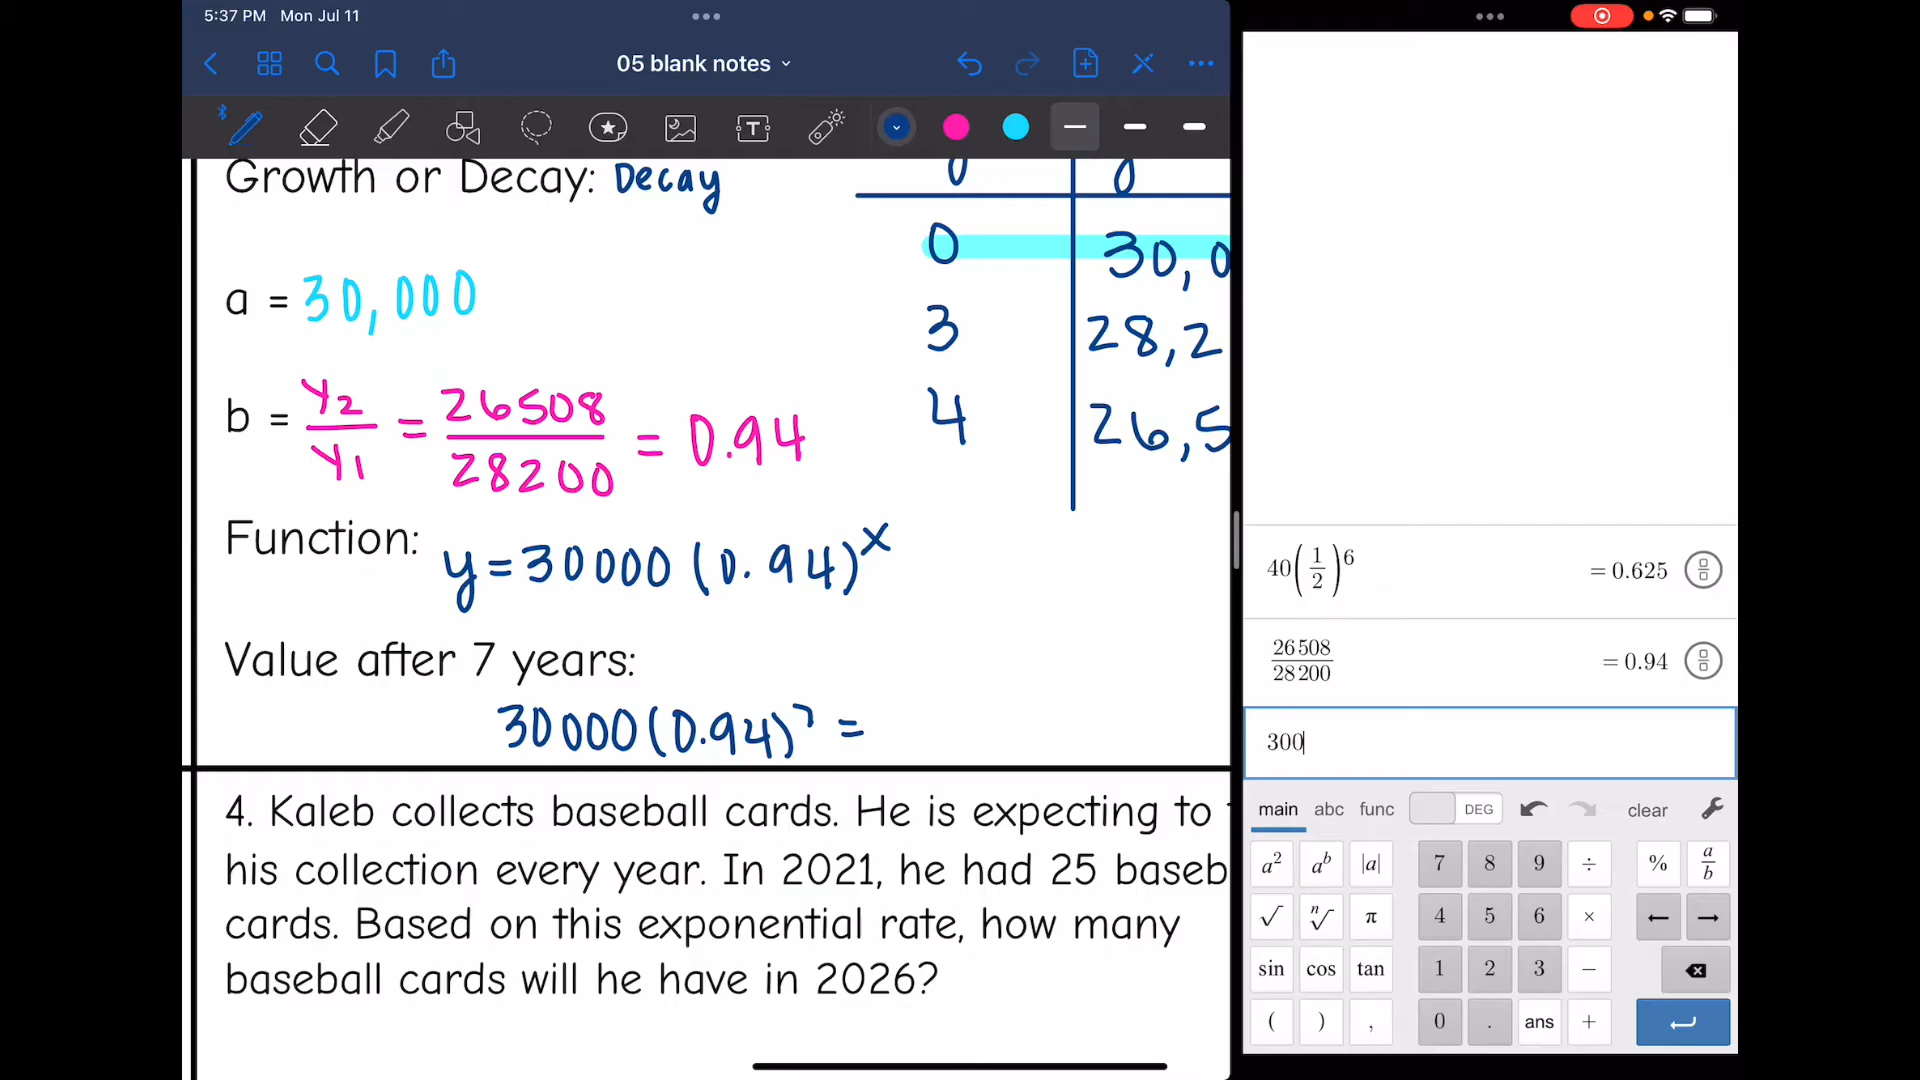 5:37 PM Mon Jul 11
05 blank notes
Growth or Decay: Decay
a = 30,000
b = y2/y1 = 26508/28200 = 0.94
Function: y=30000(0.94)^x
Value after 7 years:
30000(0.94)^7 =
0 30,0
3 28,2
4 26,5
4. Kaleb collects baseball cards. He is expecting to
his collection every year. In 2021, he had 25 baseb
cards. Based on this exponential rate, how many
baseball cards will he have in 2026?
40(1/2)^6 = 0.625
26508/28200 = 0.94
300
main abc func DEG clear
a^2 a^b |a| 7 8 9 ÷ % a/b
√ n√ π 4 5 6 × ← →
sin cos tan 1 2 3 −
( ) , 0 . ans +